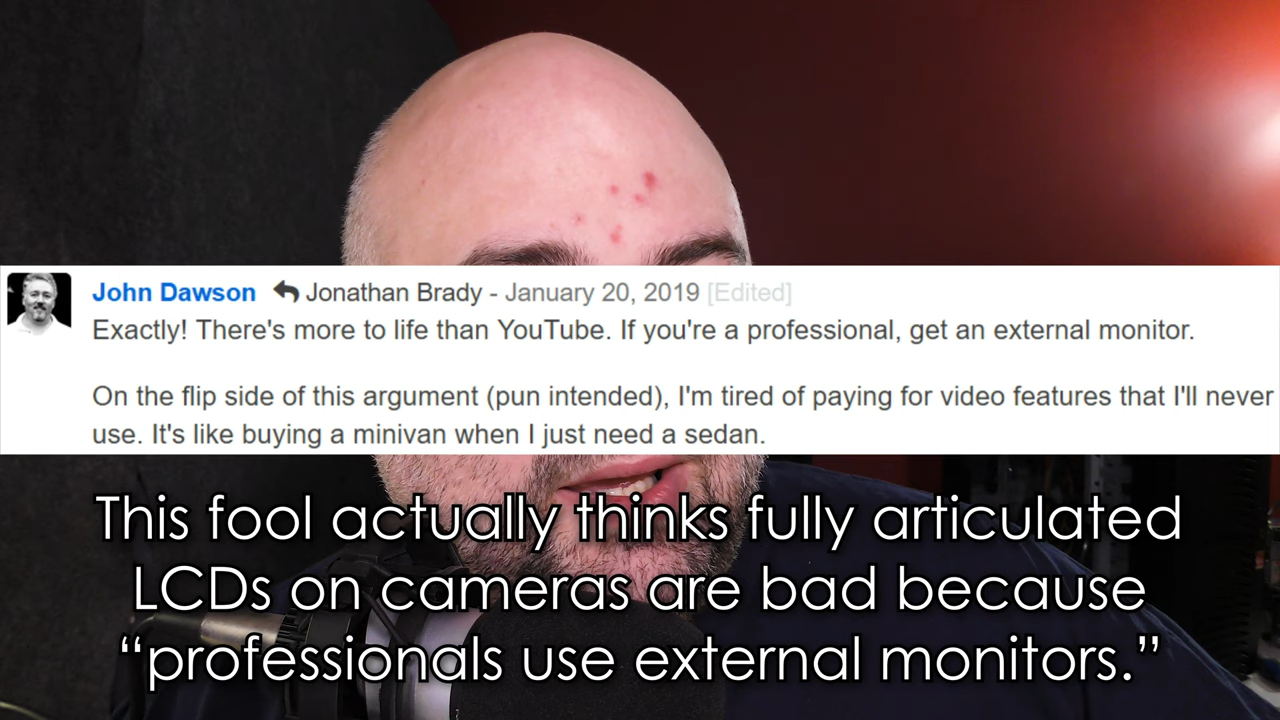 John Dawson Jonathan Brady - January 20, 2019 [Edited]
Exactly! There's more to life than YouTube. If you're a professional, get an external monitor.
On the flip side of this argument (pun intended), I'm tired of paying for video features that I'll never
use. It's like buying a minivan when I just need a sedan.
This fool actually thinks fully articulated
LCDs on cameras are bad because
“professionals use external monitors.”